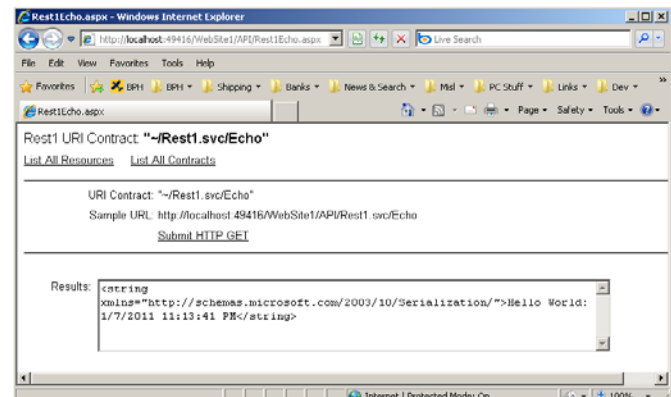 Rest1Echo.aspx - Windows Internet Explorer
http://localhost:49416/WebSite1/API/Rest1Echo.aspx Live Search
File Edit View Favorites Tools Help
Favorites BPH BPH Shipping Banks News & Search Misl PC Stuff Links Dev »
Rest1Echo.aspx Page Safety Tools
Rest1 URI Contract: "~/Rest1.svc/Echo"
List All Resources List All Contracts
URI Contract: "~/Rest1.svc/Echo"
Sample URL: http://localhost:49416/WebSite1/API/Rest1.svc/Echo
Submit HTTP GET
Results: <string
xmlns="http://schemas.microsoft.com/2003/10/Serialization/">Hello World:
1/7/2011 11:13:41 PM</string>
Internet | Protected Mode: On 100%